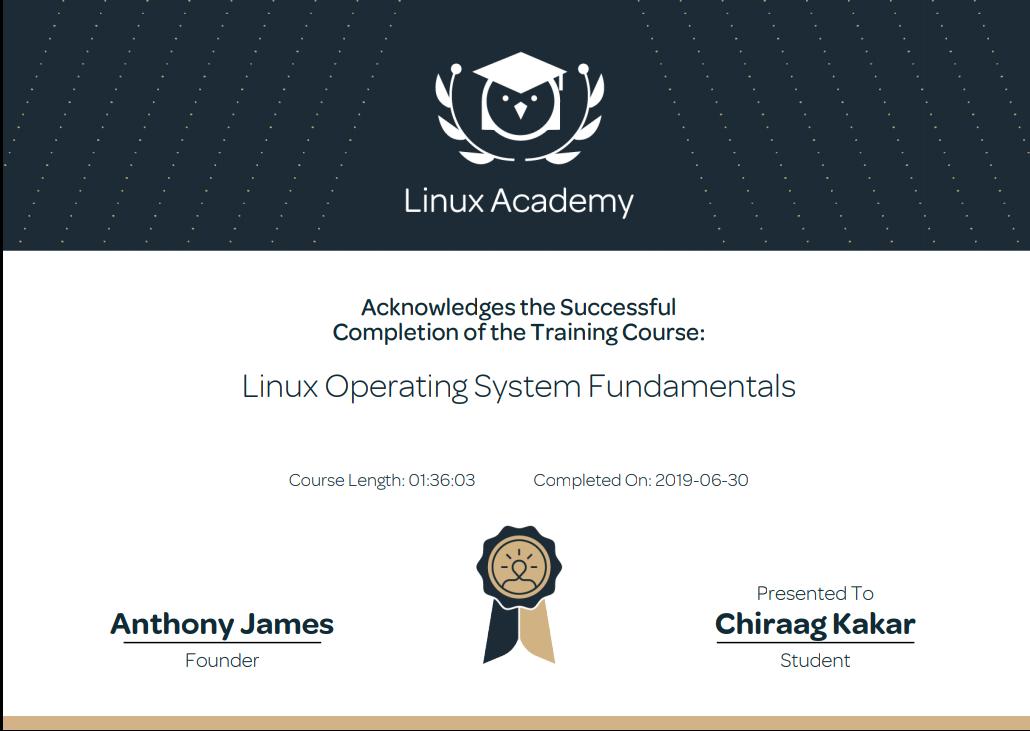 Linux Academy
Acknowledges the Successful
Completion of the Training Course:
Linux Operating System Fundamentals
Course Length: 01:36:03 Completed On: 2019-06-30
Anthony James
Founder
Presented To
Chiraag Kakar
Student